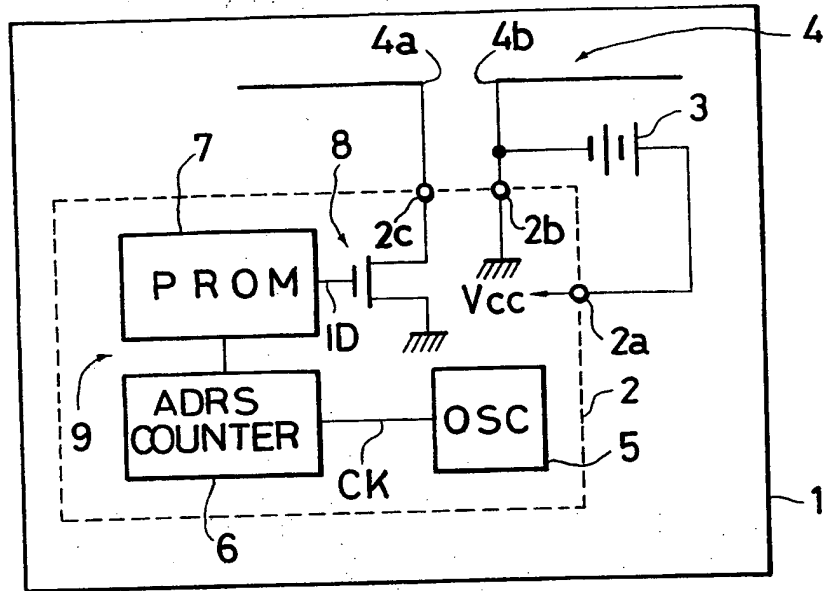 4a 4b 4
3
7 8
2c 2b
PROM
ID
Vcc
2a
ADRS
COUNTER
OSC
2
9
CK
5
1
6